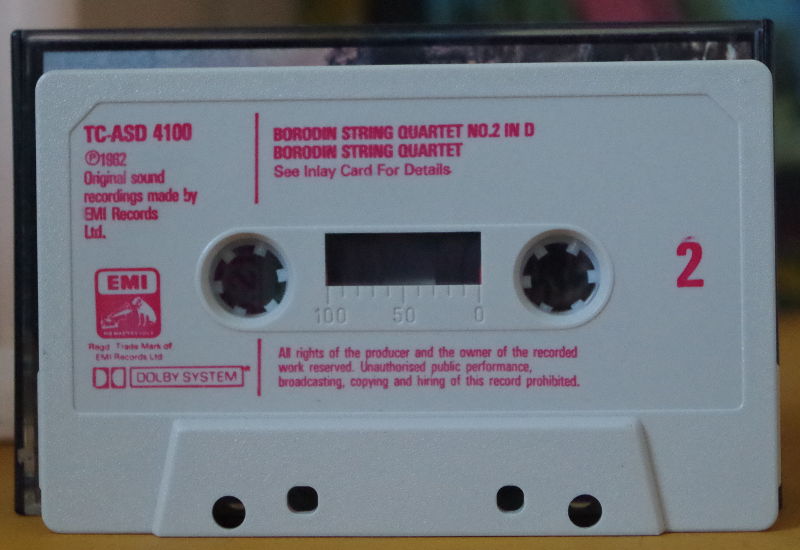 TC-ASD 4100
℗1982
Original sound
recordings made by
EMI Records
Ltd.
BORODIN STRING QUARTET NO.2 IN D
BORODIN STRING QUARTET
See Inlay Card For Details
2
EMI
HIS MASTER'S VOICE
Regd. Trade Mark of
EMI Records Ltd
DOLBY SYSTEM
100 50 0
All rights of the producer and the owner of the recorded
work reserved. Unauthorised public performance,
broadcasting, copying and hiring of this record prohibited.